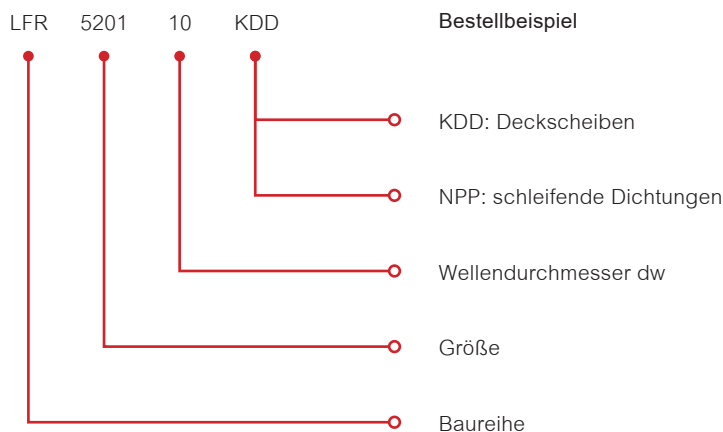 LFR 5201 10 KDD Bestellbeispiel
KDD: Deckscheiben
NPP: schleifende Dichtungen
Wellendurchmesser dw
Größe
Baureihe